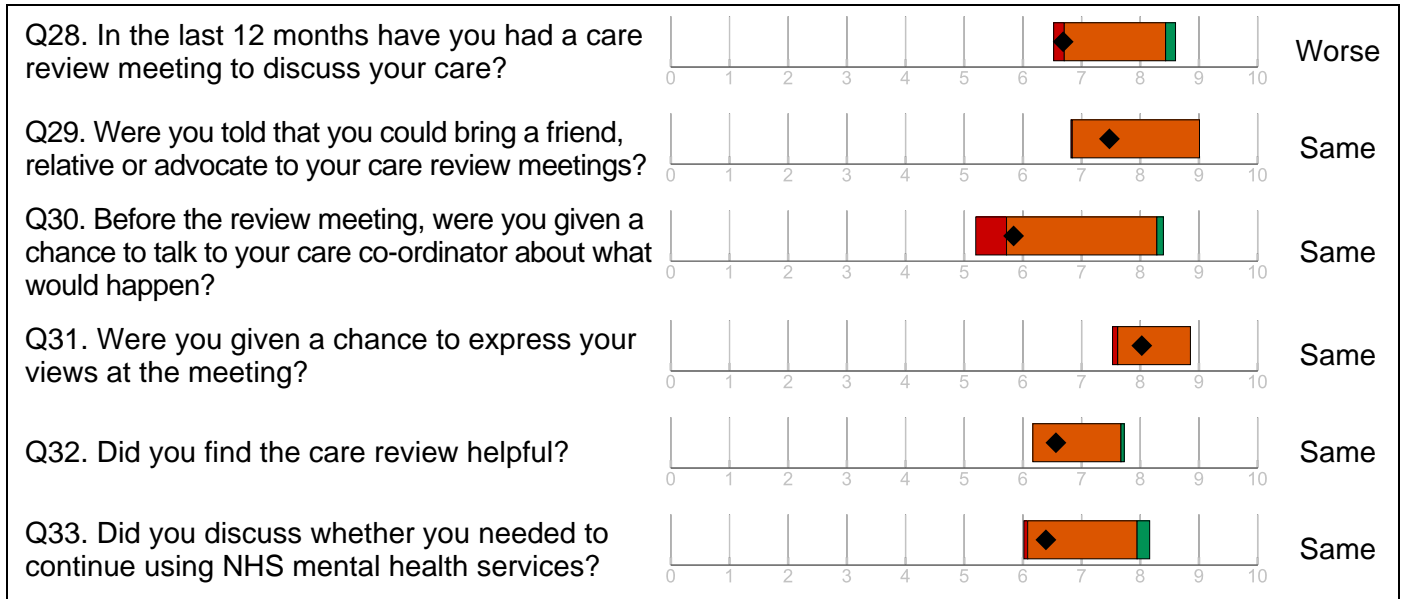 Q28. In the last 12 months have you had a care
review meeting to discuss your care?
0 1 2 3 4 5 6 7 8 9 10
Worse
Q29. Were you told that you could bring a friend,
relative or advocate to your care review meetings?
0 1 2 3 4 5 6 7 8 9 10
Same
Q30. Before the review meeting, were you given a
chance to talk to your care co-ordinator about what
would happen?
0 1 2 3 4 5 6 7 8 9 10
Same
Q31. Were you given a chance to express your
views at the meeting?
0 1 2 3 4 5 6 7 8 9 10
Same
Q32. Did you find the care review helpful?
0 1 2 3 4 5 6 7 8 9 10
Same
Q33. Did you discuss whether you needed to
continue using NHS mental health services?
0 1 2 3 4 5 6 7 8 9 10
Same